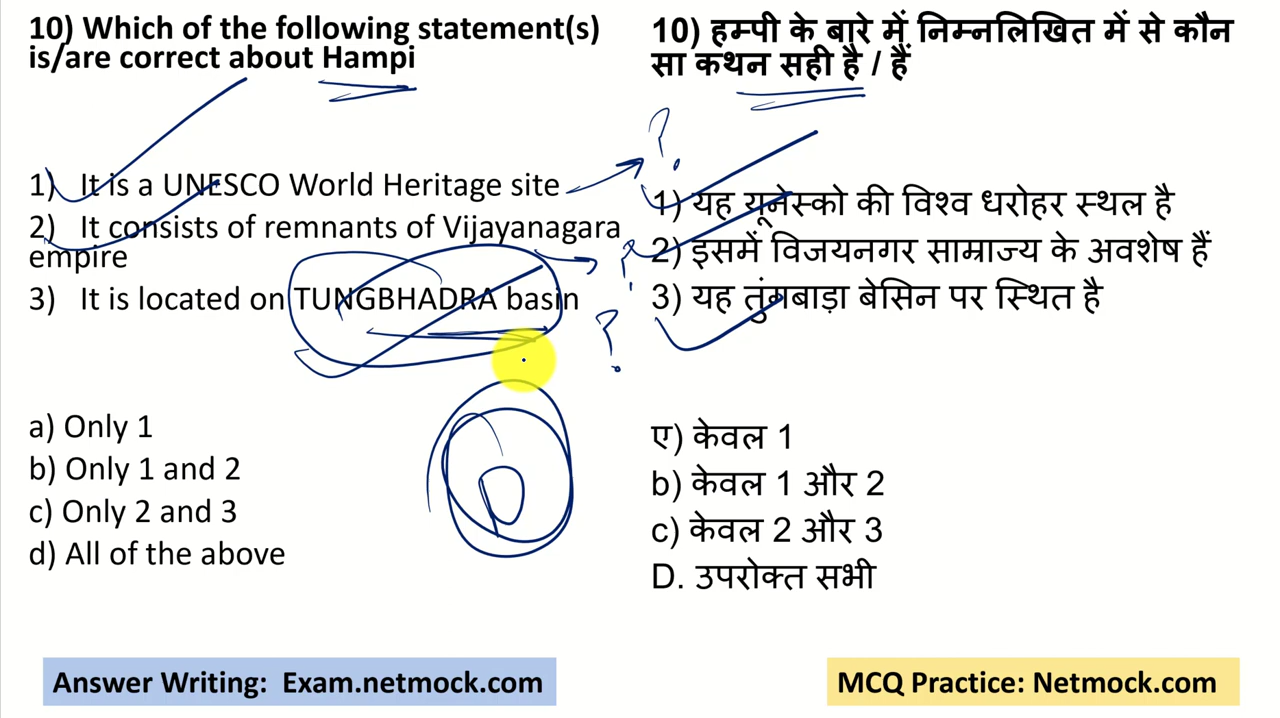 10) Which of the following statement(s)
is/are correct about Hampi
1) It is a UNESCO World Heritage site
2) It consists of remnants of Vijayanagara
empire
3) It is located on TUNGBHADRA basin
a) Only 1
b) Only 1 and 2
c) Only 2 and 3
d) All of the above
10) हम्पी के बारे में निम्नलिखित में से कौन
सा कथन सही है / हैं
1) यह यूनेस्को की विश्व धरोहर स्थल है
2) इसमें विजयनगर साम्राज्य के अवशेष हैं
3) यह तुंगबाड़ा बेसिन पर स्थित है
ए) केवल 1
b) केवल 1 और 2
c) केवल 2 और 3
D. उपरोक्त सभी
?
?
?
D
Answer Writing: Exam.netmock.com
MCQ Practice: Netmock.com